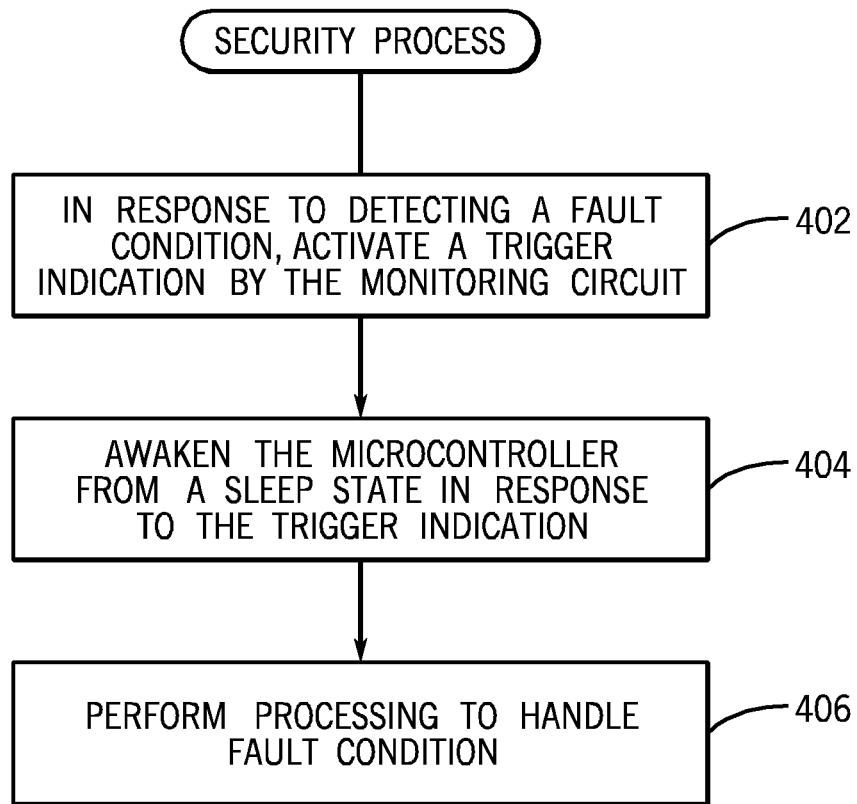 SECURITY PROCESS
IN RESPONSE TO DETECTING A FAULT
CONDITION, ACTIVATE A TRIGGER
INDICATION BY THE MONITORING CIRCUIT
402
AWAKEN THE MICROCONTROLLER
FROM A SLEEP STATE IN RESPONSE
TO THE TRIGGER INDICATION
404
PERFORM PROCESSING TO HANDLE
FAULT CONDITION
406